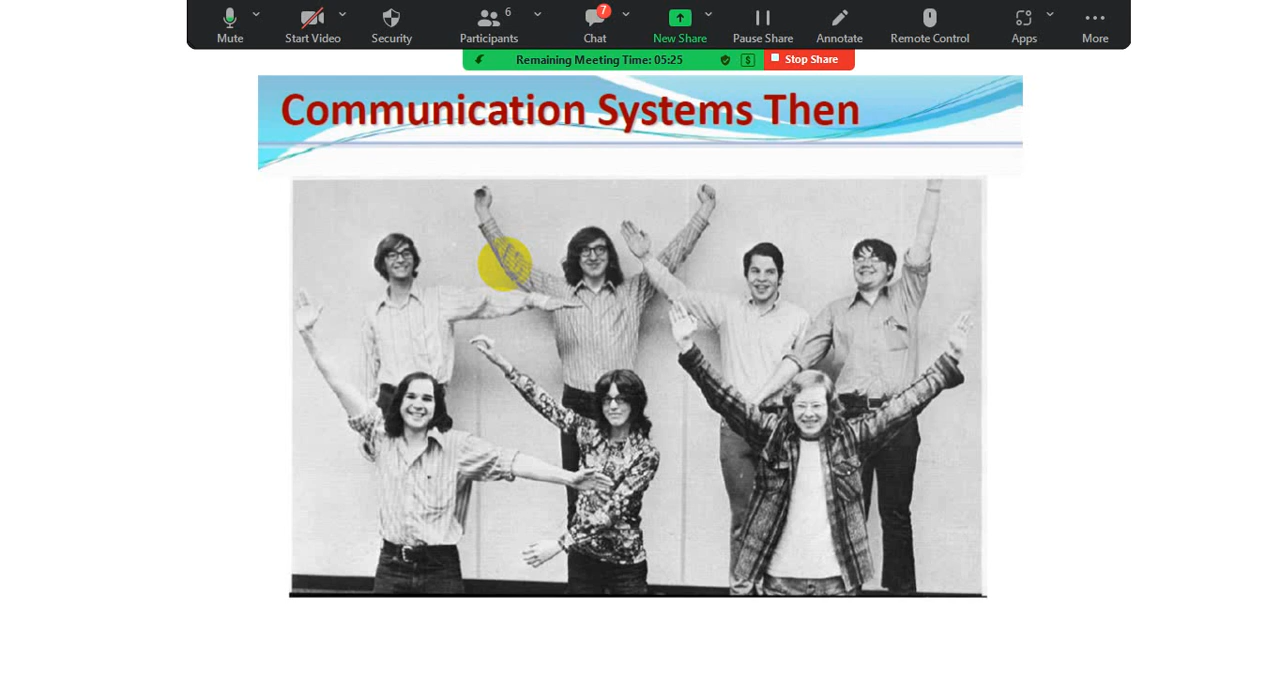 6
7
Mute
Start Video
Security
Participants
Chat
New Share
Pause Share
Annotate
Remote Control
Apps
More
Remaining Meeting Time: 05:25
Stop Share
Communication Systems Then